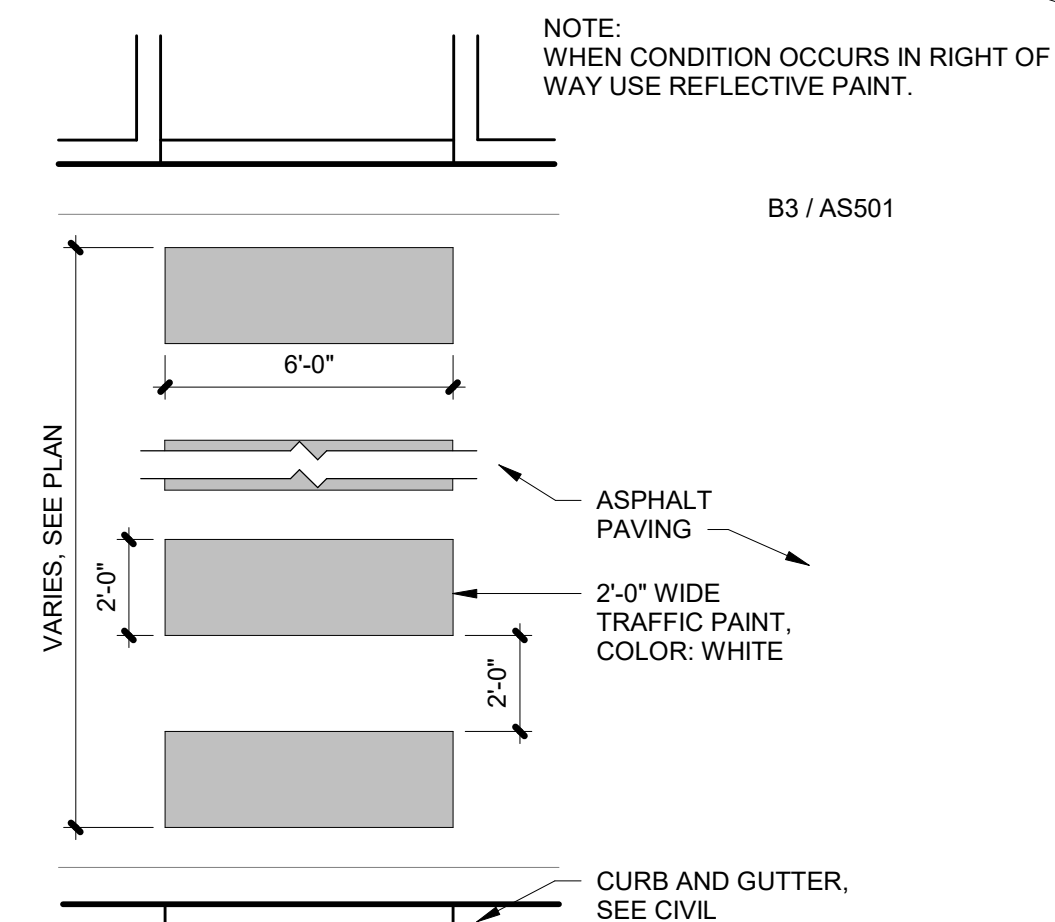 NOTE:
WHEN CONDITION OCCURS IN RIGHT OF
WAY USE REFLECTIVE PAINT.
B3 / AS501
6'-0"
VARIES, SEE PLAN
ASPHALT
PAVING
2'-0"
2'-0" WIDE
TRAFFIC PAINT,
COLOR: WHITE
2'-0"
CURB AND GUTTER,
SEE CIVIL